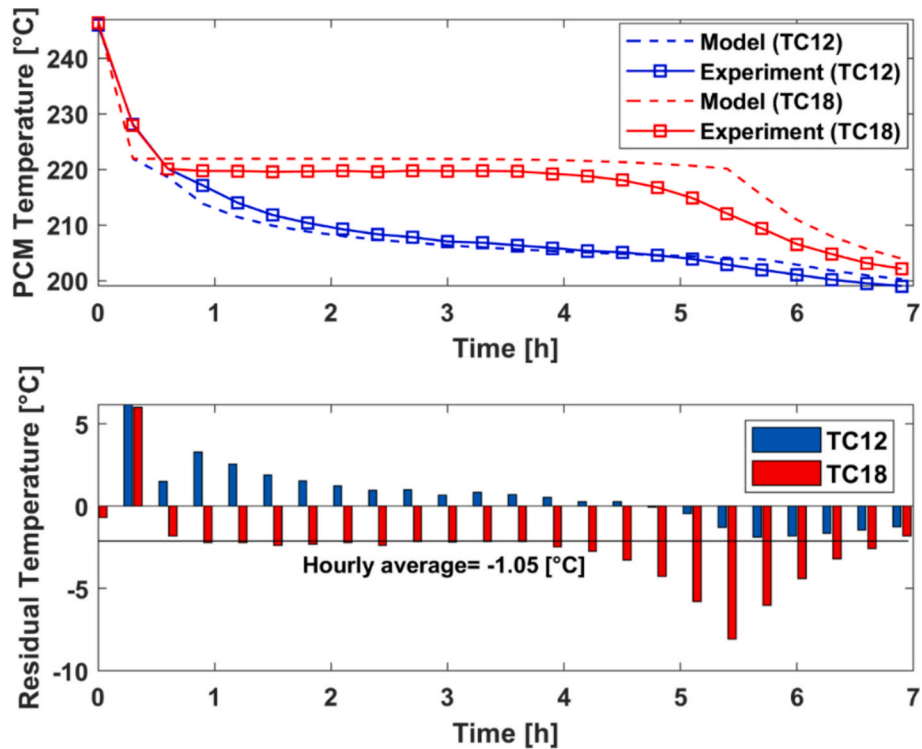 PCM Temperature [°C]
240
230
220
210
200
0 1 2 3 4 5 6 7
Time [h]
Model (TC12)
Experiment (TC12)
Model (TC18)
Experiment (TC18)
Residual Temperature [°C]
5
0
-5
-10
TC12
TC18
Hourly average= -1.05 [°C]
0 1 2 3 4 5 6 7
Time [h]